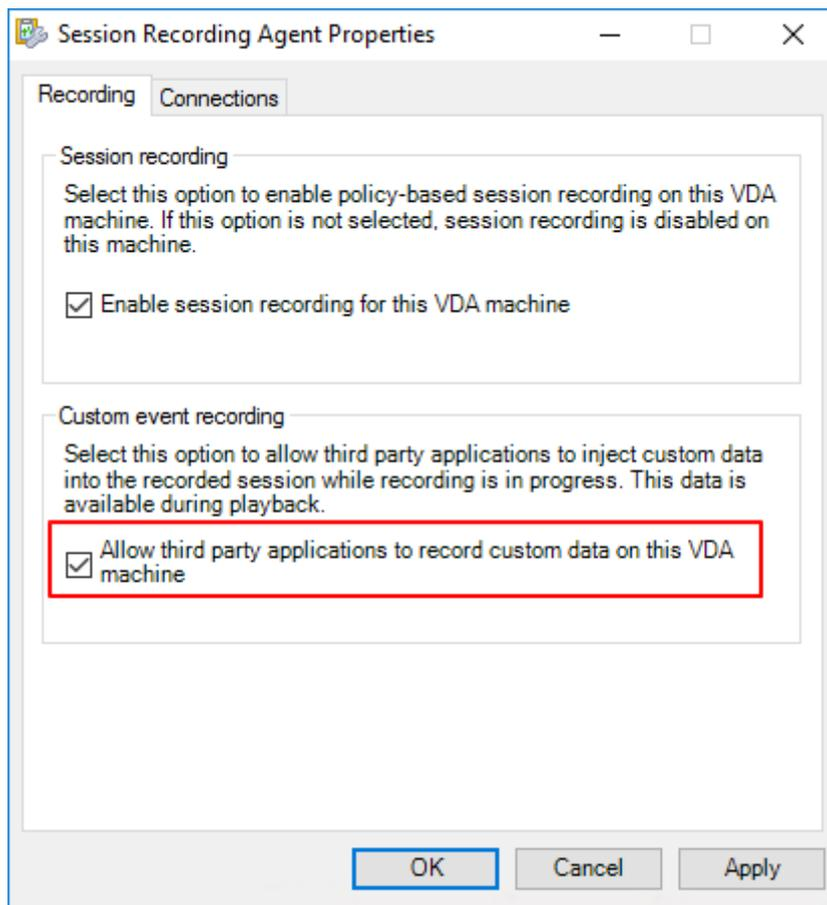 Session Recording Agent Properties
Recording
Connections
Session recording
Select this option to enable policy-based session recording on this VDA
machine. If this option is not selected, session recording is disabled on
this machine.
Enable session recording for this VDA machine
Custom event recording
Select this option to allow third party applications to inject custom data
into the recorded session while recording is in progress. This data is
available during playback.
Allow third party applications to record custom data on this VDA
machine
OK
Cancel
Apply